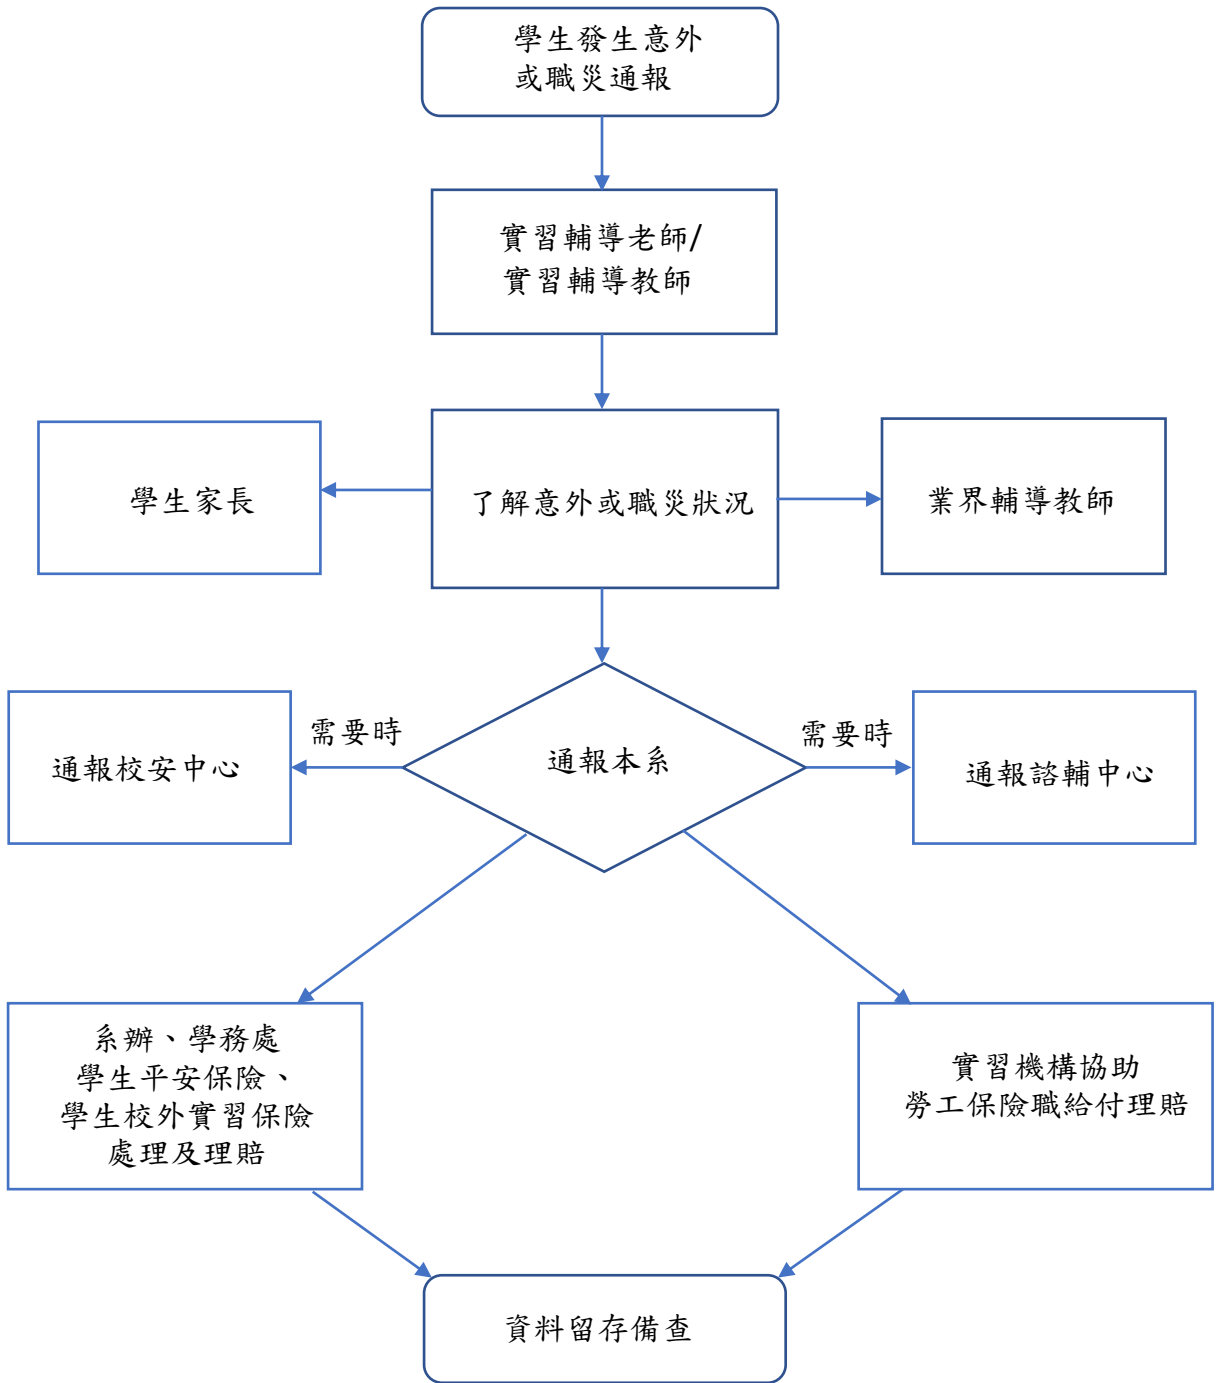 學生發生意外
或職災通報
實習輔導老師/
實習輔導教師
學生家長
了解意外或職災狀況
業界輔導教師
通報校安中心
需要時
通報本系
需要時
通報諮輔中心
系辦、學務處
學生平安保險、
學生校外實習保險
處理及理賠
實習機構協助
勞工保險職給付理賠
資料留存備查